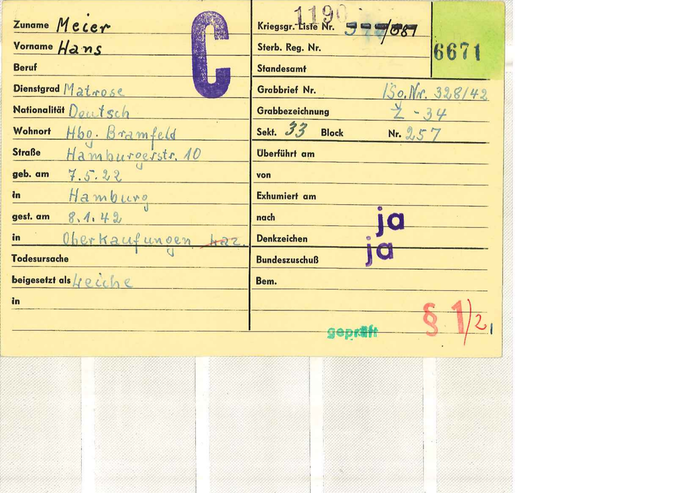 Zuname Meier
Vorname Hans
Beruf
Dienstgrad Matrose
Nationalität Deutsch
Wohnort Hbg. Bramfeld
Straße Hamburgerstr. 10
geb. am 7.5.22
in Hamburg
gest. am 8.1.42
in Oberkaufungen Laz.
Todesursache
beigesetzt als Leiche
in
C
1190
Kriegsgr. Liste Nr. /681
Sterb. Reg. Nr.
Standesamt
6671
Grabbrief Nr. Bo.Nr. 328/42
Grabbezeichnung Z - 34
Sekt. 33 Block Nr. 257
Überführt am
von
Exhumiert am
nach ja
Denkzeichen
Bundeszuschuß ja
Bem.
geprüft
§ 1/2